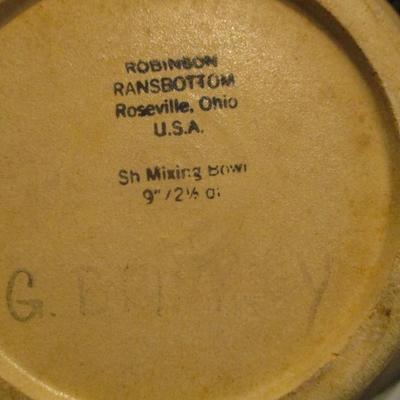 ROBINSON
RANSBOTTOM
Roseville, Ohio
U.S.A.
Sh Mixing Bowl
9"/2½ qt
G.